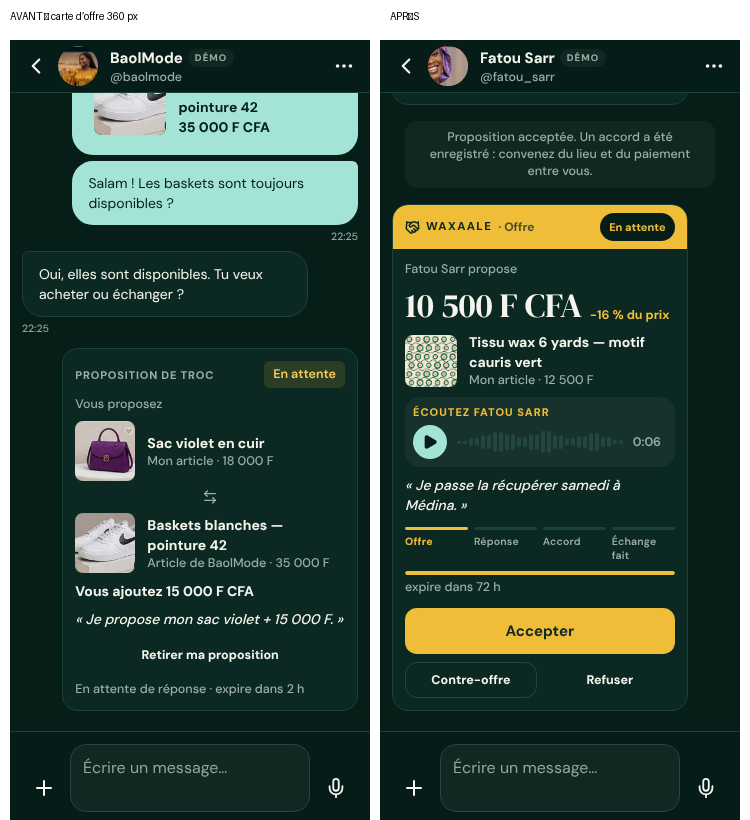 AVANT carte d'offre 360 px
BaolMode DÉMO
@baolmode
pointure 42
35 000 F CFA
Salam ! Les baskets sont toujours
disponibles ?
22:25
Oui, elles sont disponibles. Tu veux
acheter ou échanger ?
22:25
PROPOSITION DE TROC En attente
Vous proposez
Sac violet en cuir
Mon article · 18 000 F
Baskets blanches —
pointure 42
Article de BaolMode · 35 000 F
Vous ajoutez 15 000 F CFA
« Je propose mon sac violet + 15 000 F. »
Retirer ma proposition
En attente de réponse · expire dans 2 h
Écrire un message...
APR S
Fatou Sarr DÉMO
@fatou_sarr
Proposition acceptée. Un accord a été
enregistré : convenez du lieu et du paiement
entre vous.
WAXAALE · Offre En attente
Fatou Sarr propose
10 500 F CFA -16 % du prix
Tissu wax 6 yards — motif
cauris vert
Mon article · 12 500 F
ÉCOUTEZ FATOU SARR
0:06
« Je passe la récupérer samedi à
Médina. »
Offre Réponse Accord Échange
fait
expire dans 72 h
Accepter
Contre-offre Refuser
Écrire un message...